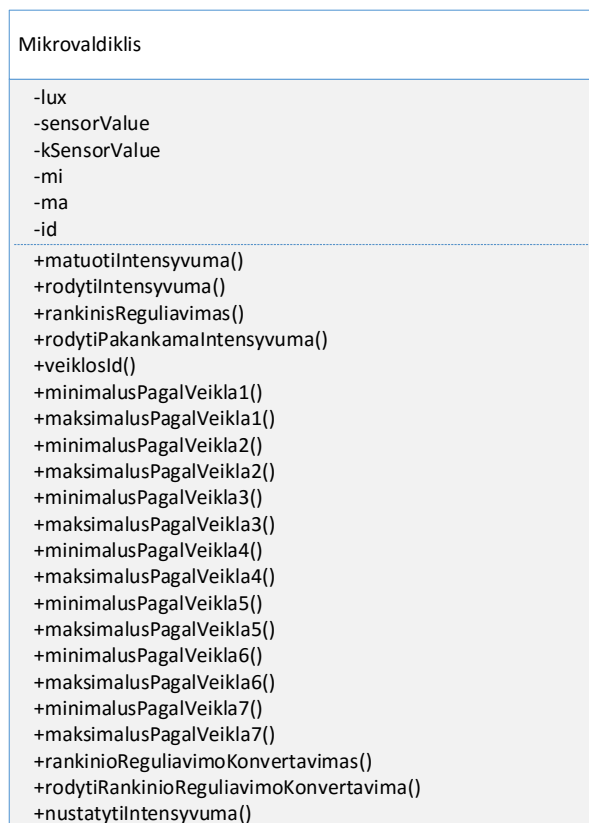 Mikrovaldiklis
-lux
-sensorValue
-kSensorValue
-mi
-ma
-id
+matuotiIntensyvuma()
+rodytiIntensyvuma()
+rankinisReguliavimas()
+rodytiPakankamaIntensyvuma()
+veiklosId()
+minimalusPagalVeikla1()
+maksimalusPagalVeikla1()
+minimalusPagalVeikla2()
+maksimalusPagalVeikla2()
+minimalusPagalVeikla3()
+maksimalusPagalVeikla3()
+minimalusPagalVeikla4()
+maksimalusPagalVeikla4()
+minimalusPagalVeikla5()
+maksimalusPagalVeikla5()
+minimalusPagalVeikla6()
+maksimalusPagalVeikla6()
+minimalusPagalVeikla7()
+maksimalusPagalVeikla7()
+rankinioReguliavimoKonvertavimas()
+rodytiRankinioReguliavimoKonvertavima()
+nustatytiIntensyvuma()